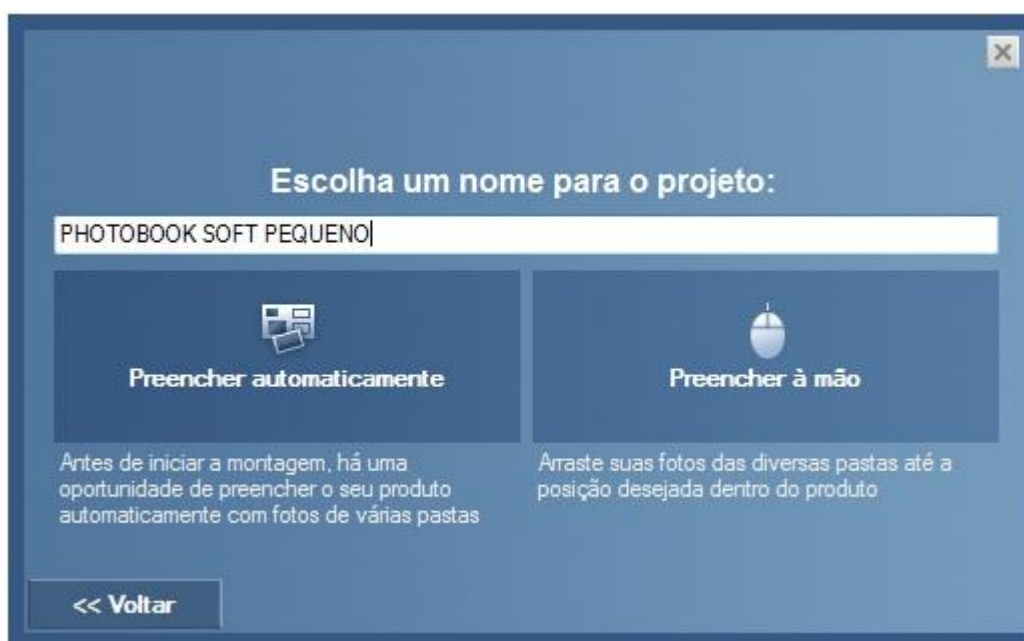 Escolha um nome para o projeto:
PHOTOBOOK SOFT PEQUENO
Preencher automaticamente
Preencher à mão
Antes de iniciar a montagem, há uma
oportunidade de preencher o seu produto
automaticamente com fotos de várias pastas
Arraste suas fotos das diversas pastas até a
posição desejada dentro do produto
<< Voltar